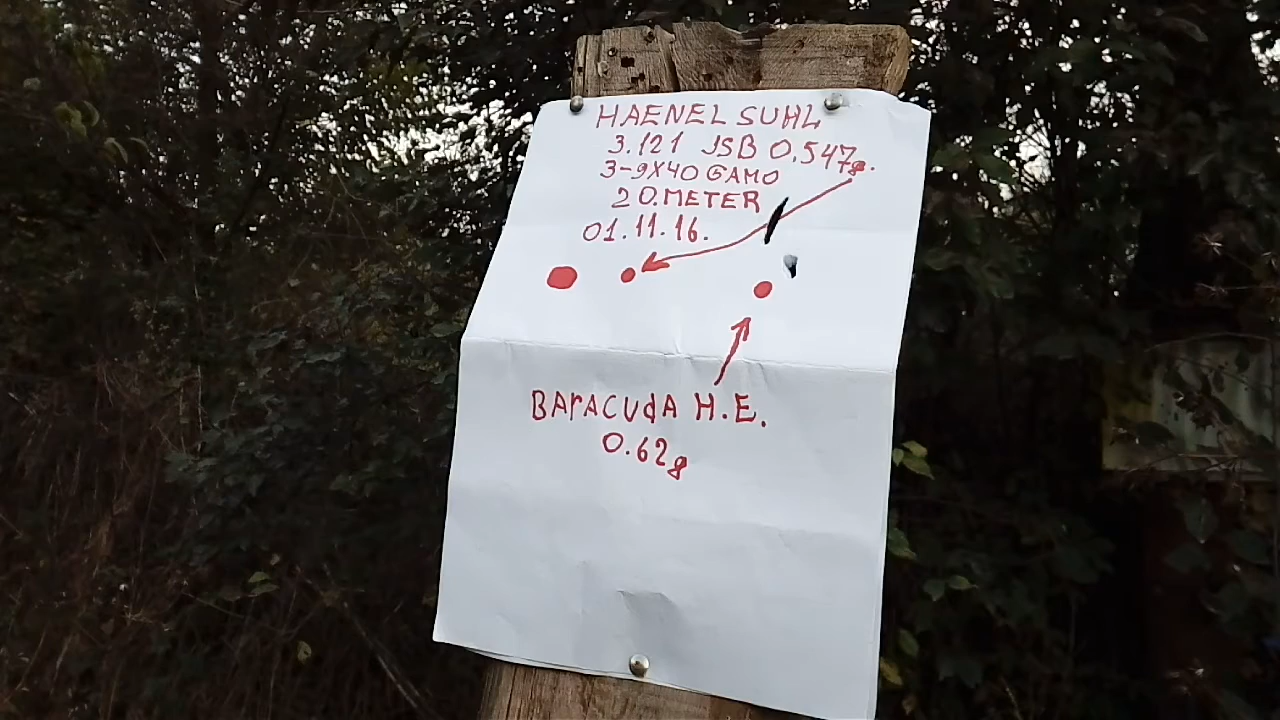 HAENEL SUHL
3.121 JSB 0.547g.
3-9X40 GAMO
20.METER
01.11.16.
BArACUdA H.E.
0.62g